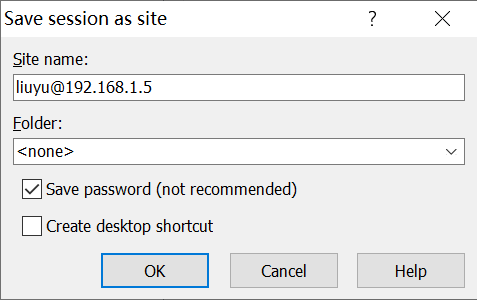 Save session as site
?
Site name:
liuyu@192.168.1.5
Folder:
<none>
Save password (not recommended)
Create desktop shortcut
OK Cancel Help